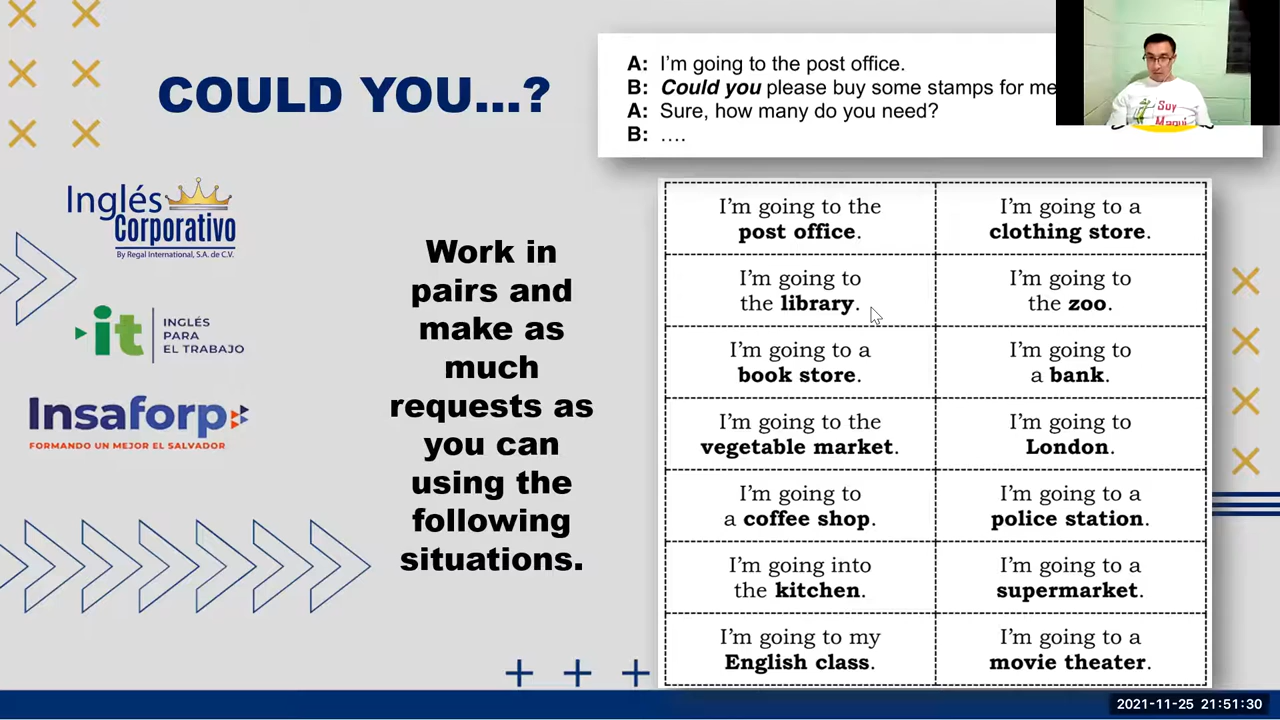 COULD YOU...?
A: I'm going to the post office.
B: Could you please buy some stamps for me
A: Sure, how many do you need?
B: ....
Suy
Maqui
Inglés
Corporativo
By Regal International, S.A. de C.V.
it INGLÉS
PARA
EL TRABAJO
Insaforp
FORMANDO UN MEJOR EL SALVADOR
Work in
pairs and
make as
much
requests as
you can
using the
following
situations.
I'm going to the
post office.
I'm going to a
clothing store.
I'm going to
the library.
I'm going to
the zoo.
I'm going to a
book store.
I'm going to
a bank.
I'm going to the
vegetable market.
I'm going to
London.
I'm going to
a coffee shop.
I'm going to a
police station.
I'm going into
the kitchen.
I'm going to a
supermarket.
I'm going to my
English class.
I'm going to a
movie theater.
2021-11-25 21:51:30